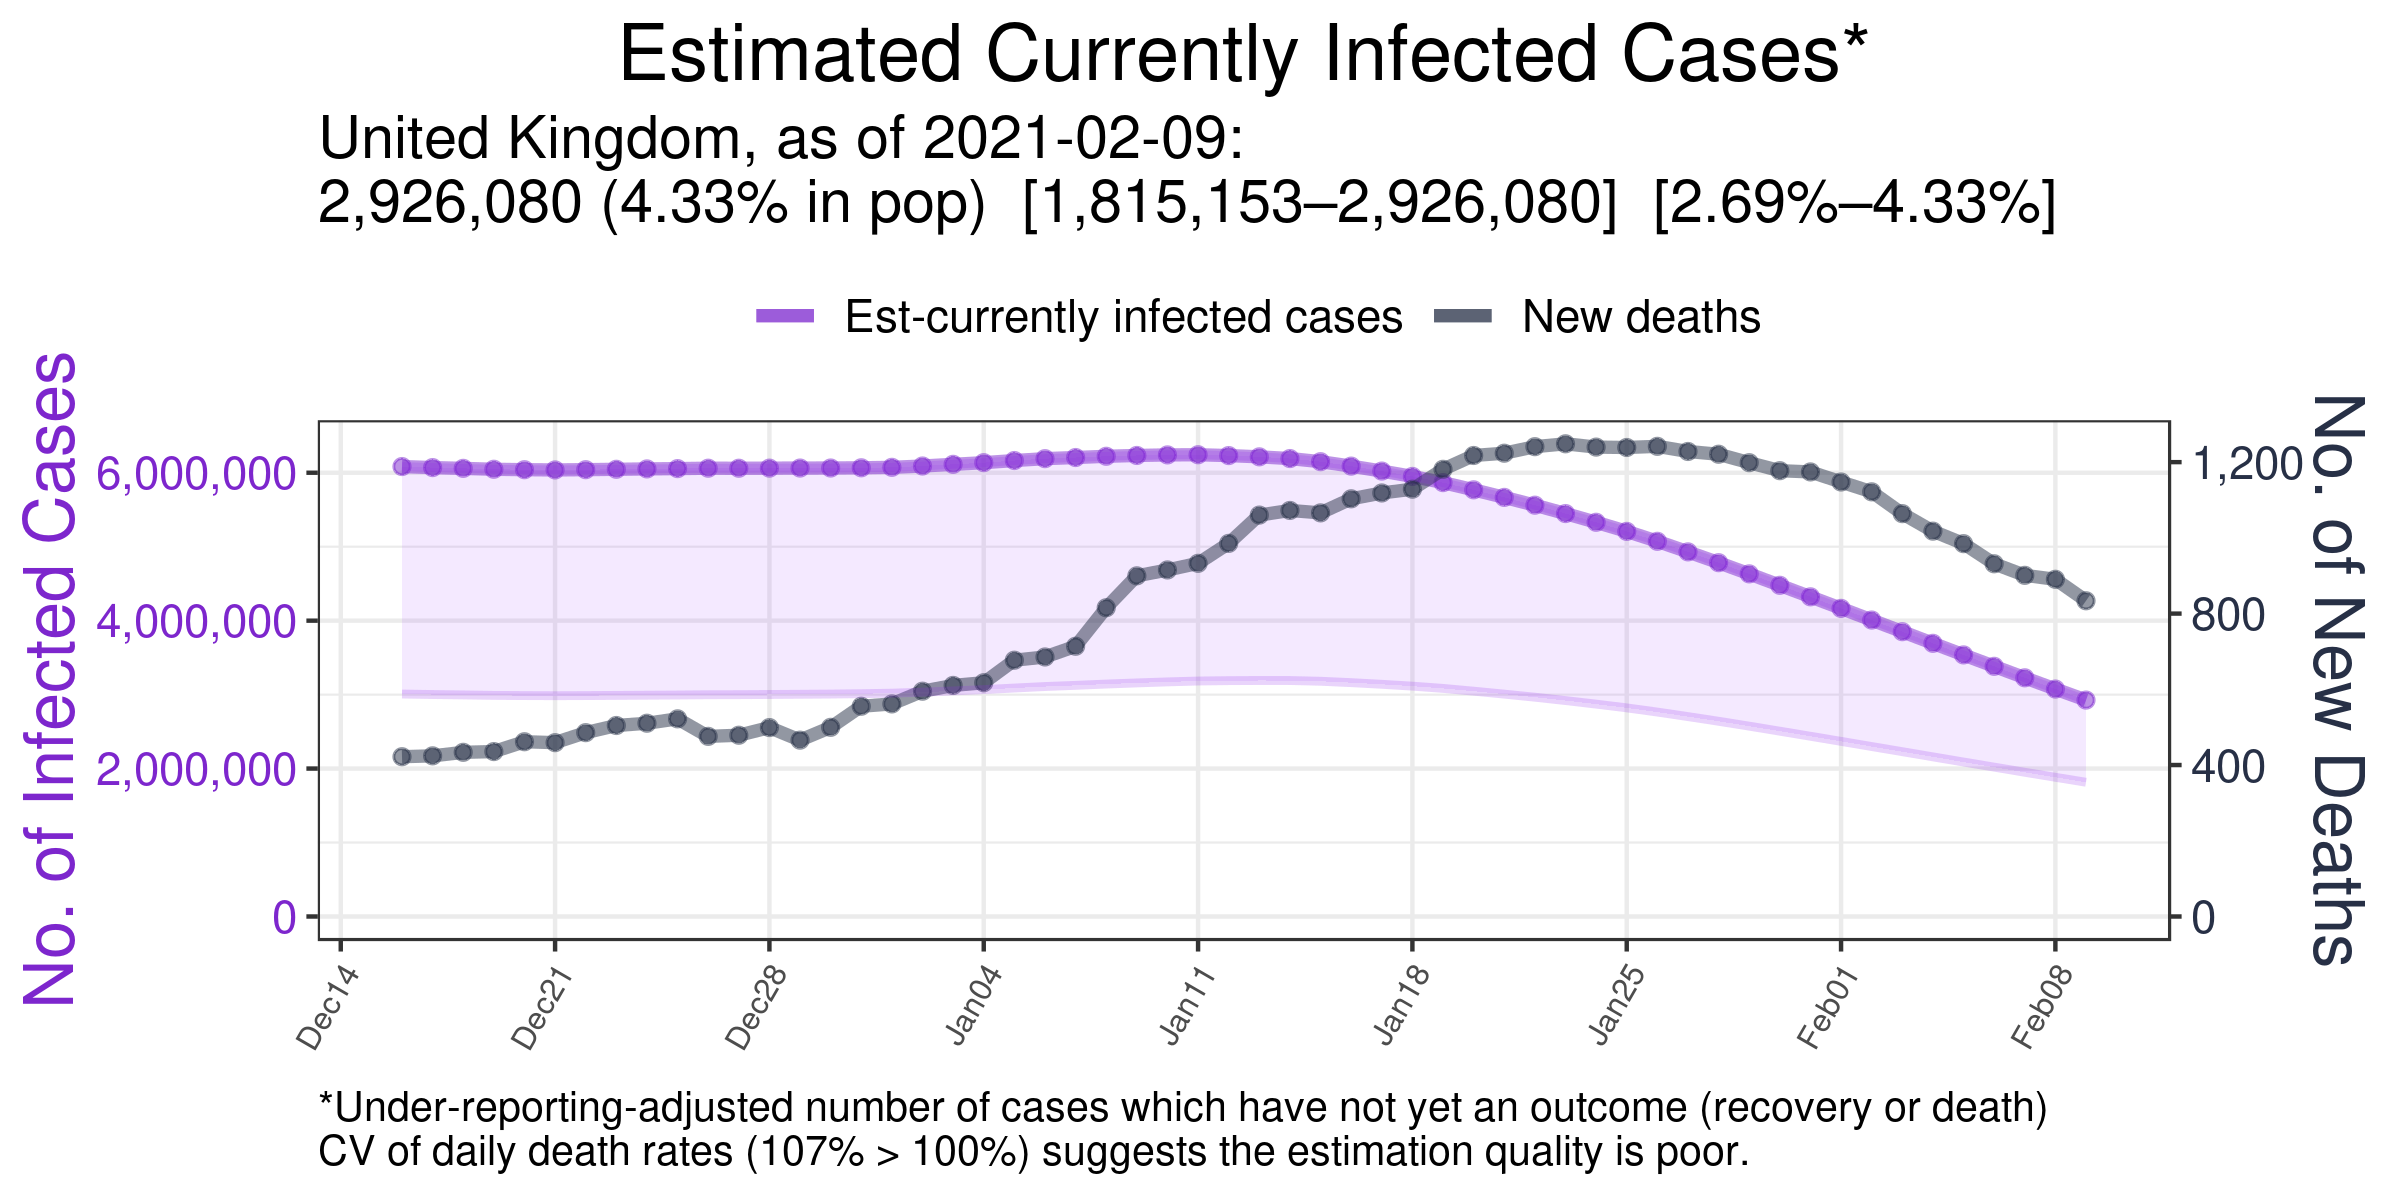 Estimated Currently Infected Cases*
United Kingdom, as of 2021-02-09:
2,926,080 (4.33% in pop) [1,815,153–2,926,080] [2.69%–4.33%]
Est-currently infected cases New deaths
No. of Infected Cases
6,000,000
4,000,000
2,000,000
0
1,200
800
400
0
No. of New Deaths
Dec14 Dec21 Dec28 Jan04 Jan11 Jan18 Jan25 Feb01 Feb08
*Under-reporting-adjusted number of cases which have not yet an outcome (recovery or death)
CV of daily death rates (107% > 100%) suggests the estimation quality is poor.